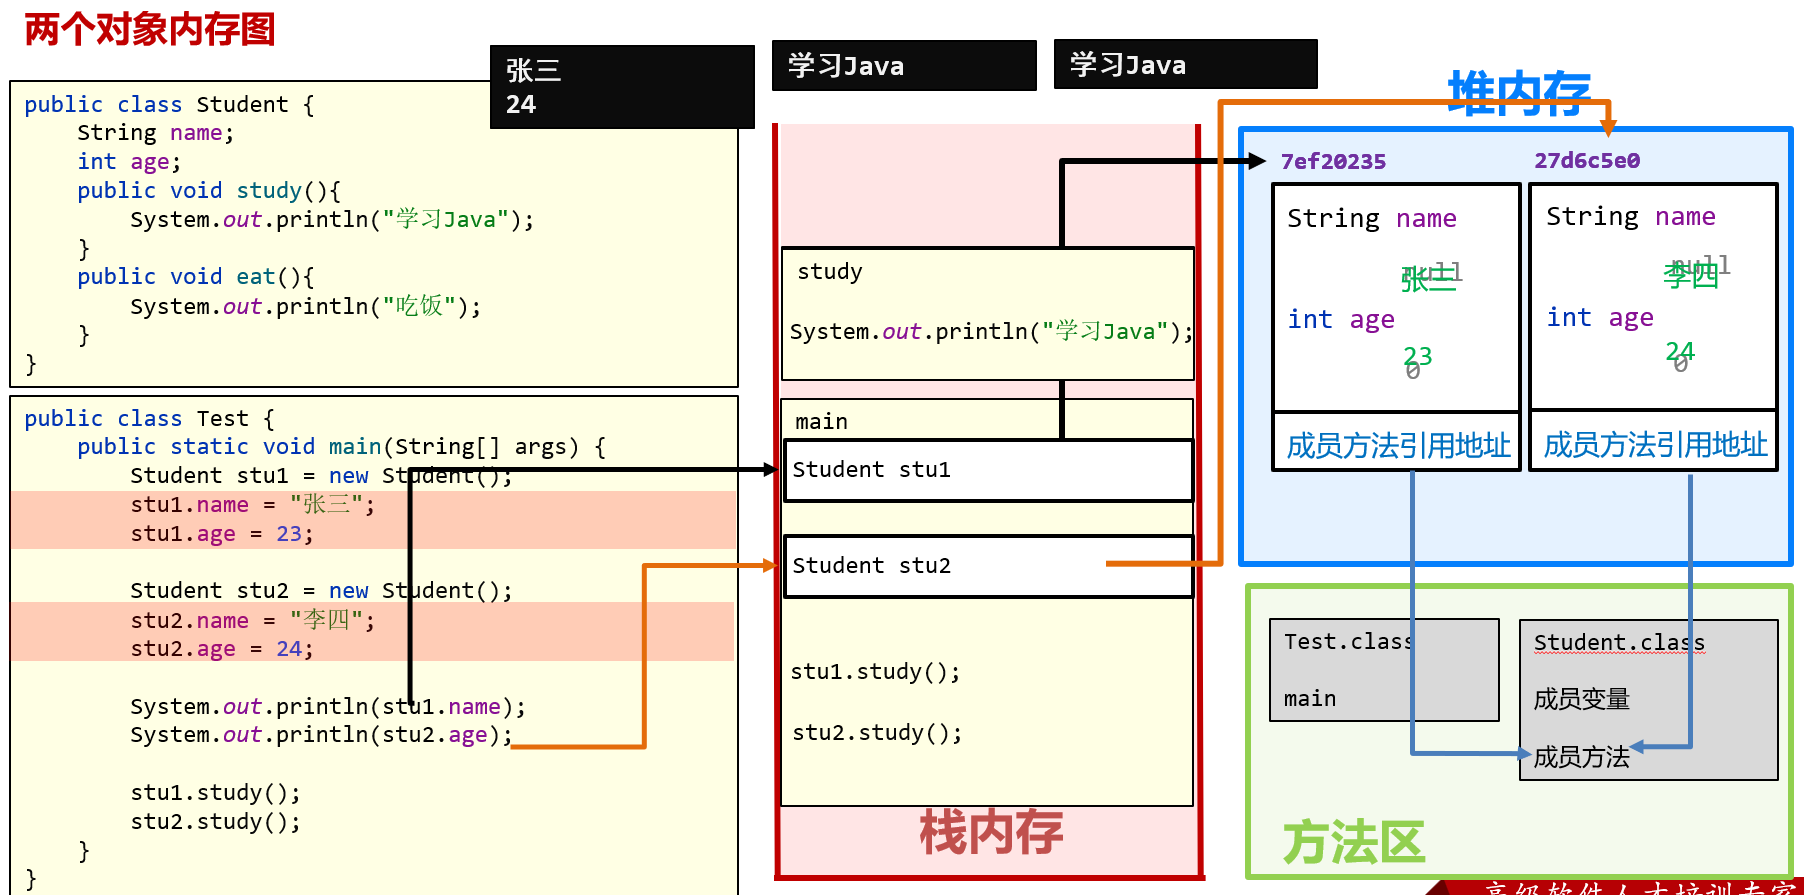 两个对象内存图
张三
24
学习Java
学习Java
public class Student {
String name;
int age;
public void study(){
System.out.println("学习Java");
}
public void eat(){
System.out.println("吃饭");
}
}
public class Test {
public static void main(String[] args) {
Student stu1 = new Student();
stu1.name = "张三";
stu1.age = 23;
Student stu2 = new Student();
stu2.name = "李四";
stu2.age = 24;
System.out.println(stu1.name);
System.out.println(stu2.age);
stu1.study();
stu2.study();
}
}
study
System.out.println("学习Java");
main
Student stu1
Student stu2
stu1.study();
stu2.study();
栈内存
堆内存
7ef20235
String name
null
张三
int age
23
0
成员方法引用地址
27d6c5e0
String name
null
李四
int age
24
0
成员方法引用地址
Test.class
main
Student.class
成员变量
成员方法
方法区
高级软件人才培训专家